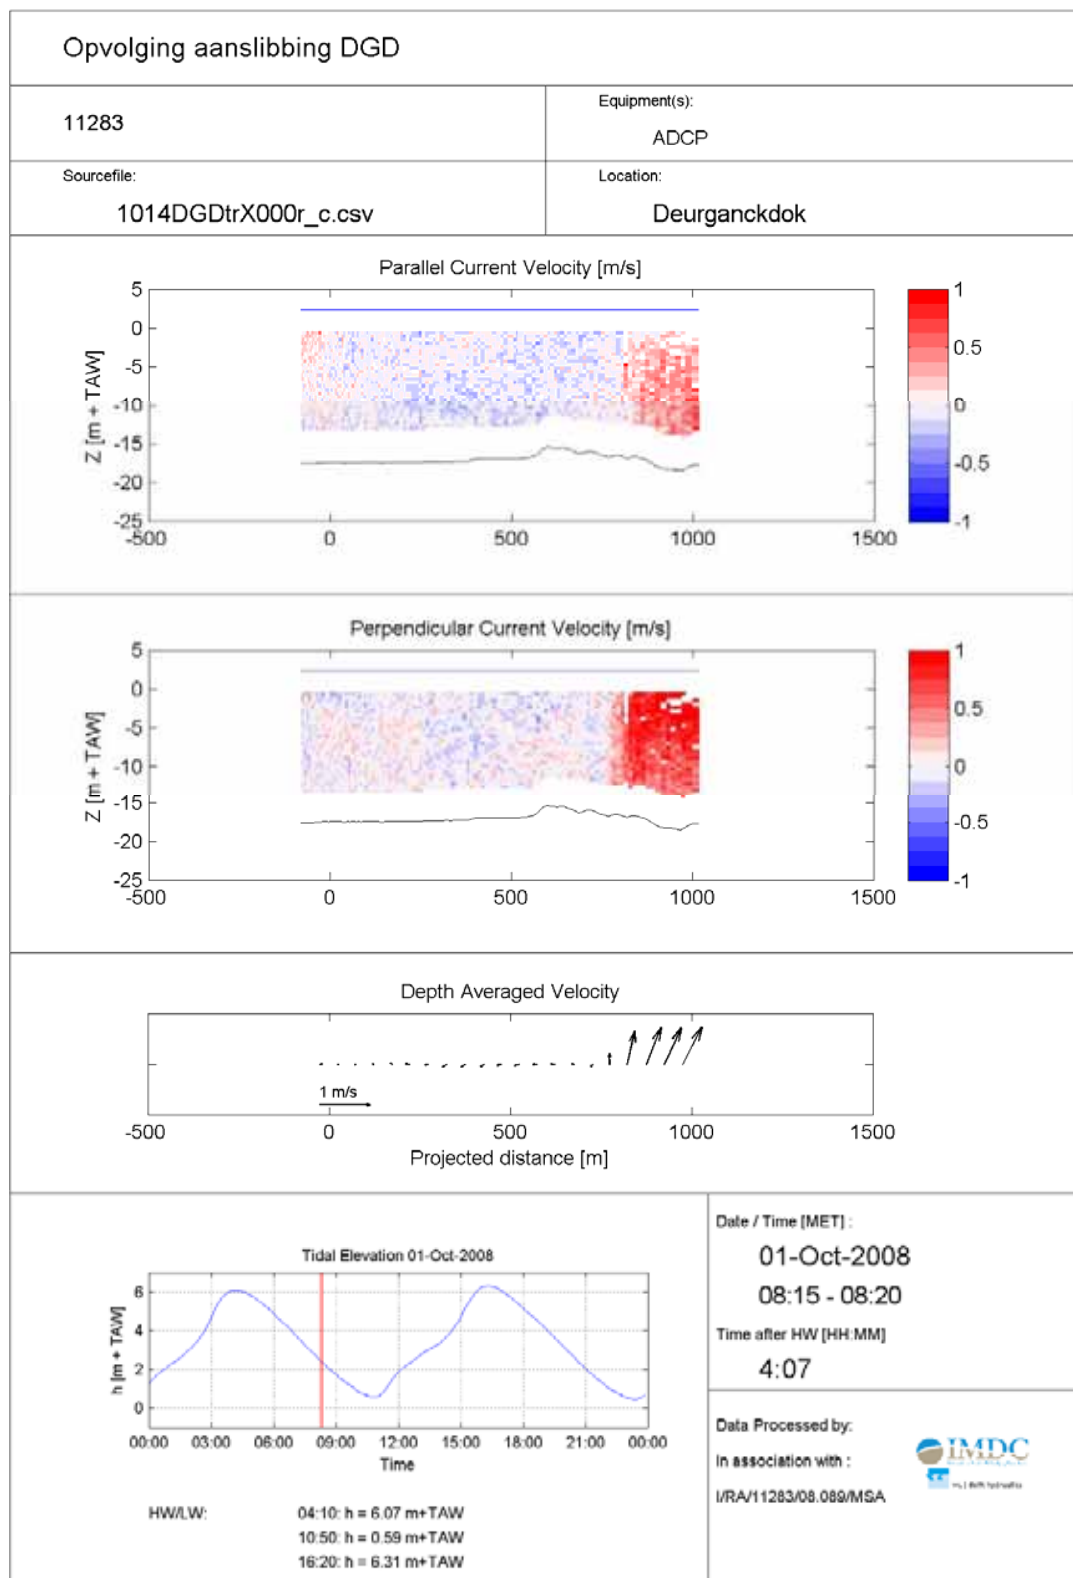 Opvolging aanslibbing DGD
11283
Equipment(s):
ADCP
Sourcefile:
1014DGDtrX000r_c.csv
Location:
Deurganckdok
Parallel Current Velocity [m/s]
Z [m + TAW]
5
0
-5
-10
-15
-20
-25
-500
0
500
1000
1500
1
0.5
0
-0.5
-1
Perpendicular Current Velocity [m/s]
Z [m + TAW]
5
0
-5
-10
-15
-20
-25
-500
0
500
1000
1500
1
0.5
0
-0.5
-1
Depth Averaged Velocity
1 m/s
-500
0
500
1000
1500
Projected distance [m]
Tidal Elevation 01-Oct-2008
h [m + TAW]
6
4
2
0
00:00
03:00
06:00
09:00
12:00
15:00
18:00
21:00
00:00
Time
HW/LW:
04:10: h = 6.07 m+TAW
10:50: h = 0.59 m+TAW
16:20: h = 6.31 m+TAW
Date / Time [MET] :
01-Oct-2008
08:15 - 08:20
Time after HW [HH:MM]
4:07
Data Processed by:
In association with :
I/RA/11283/08.089/MSA
IMDC
wl | delft hydraulics